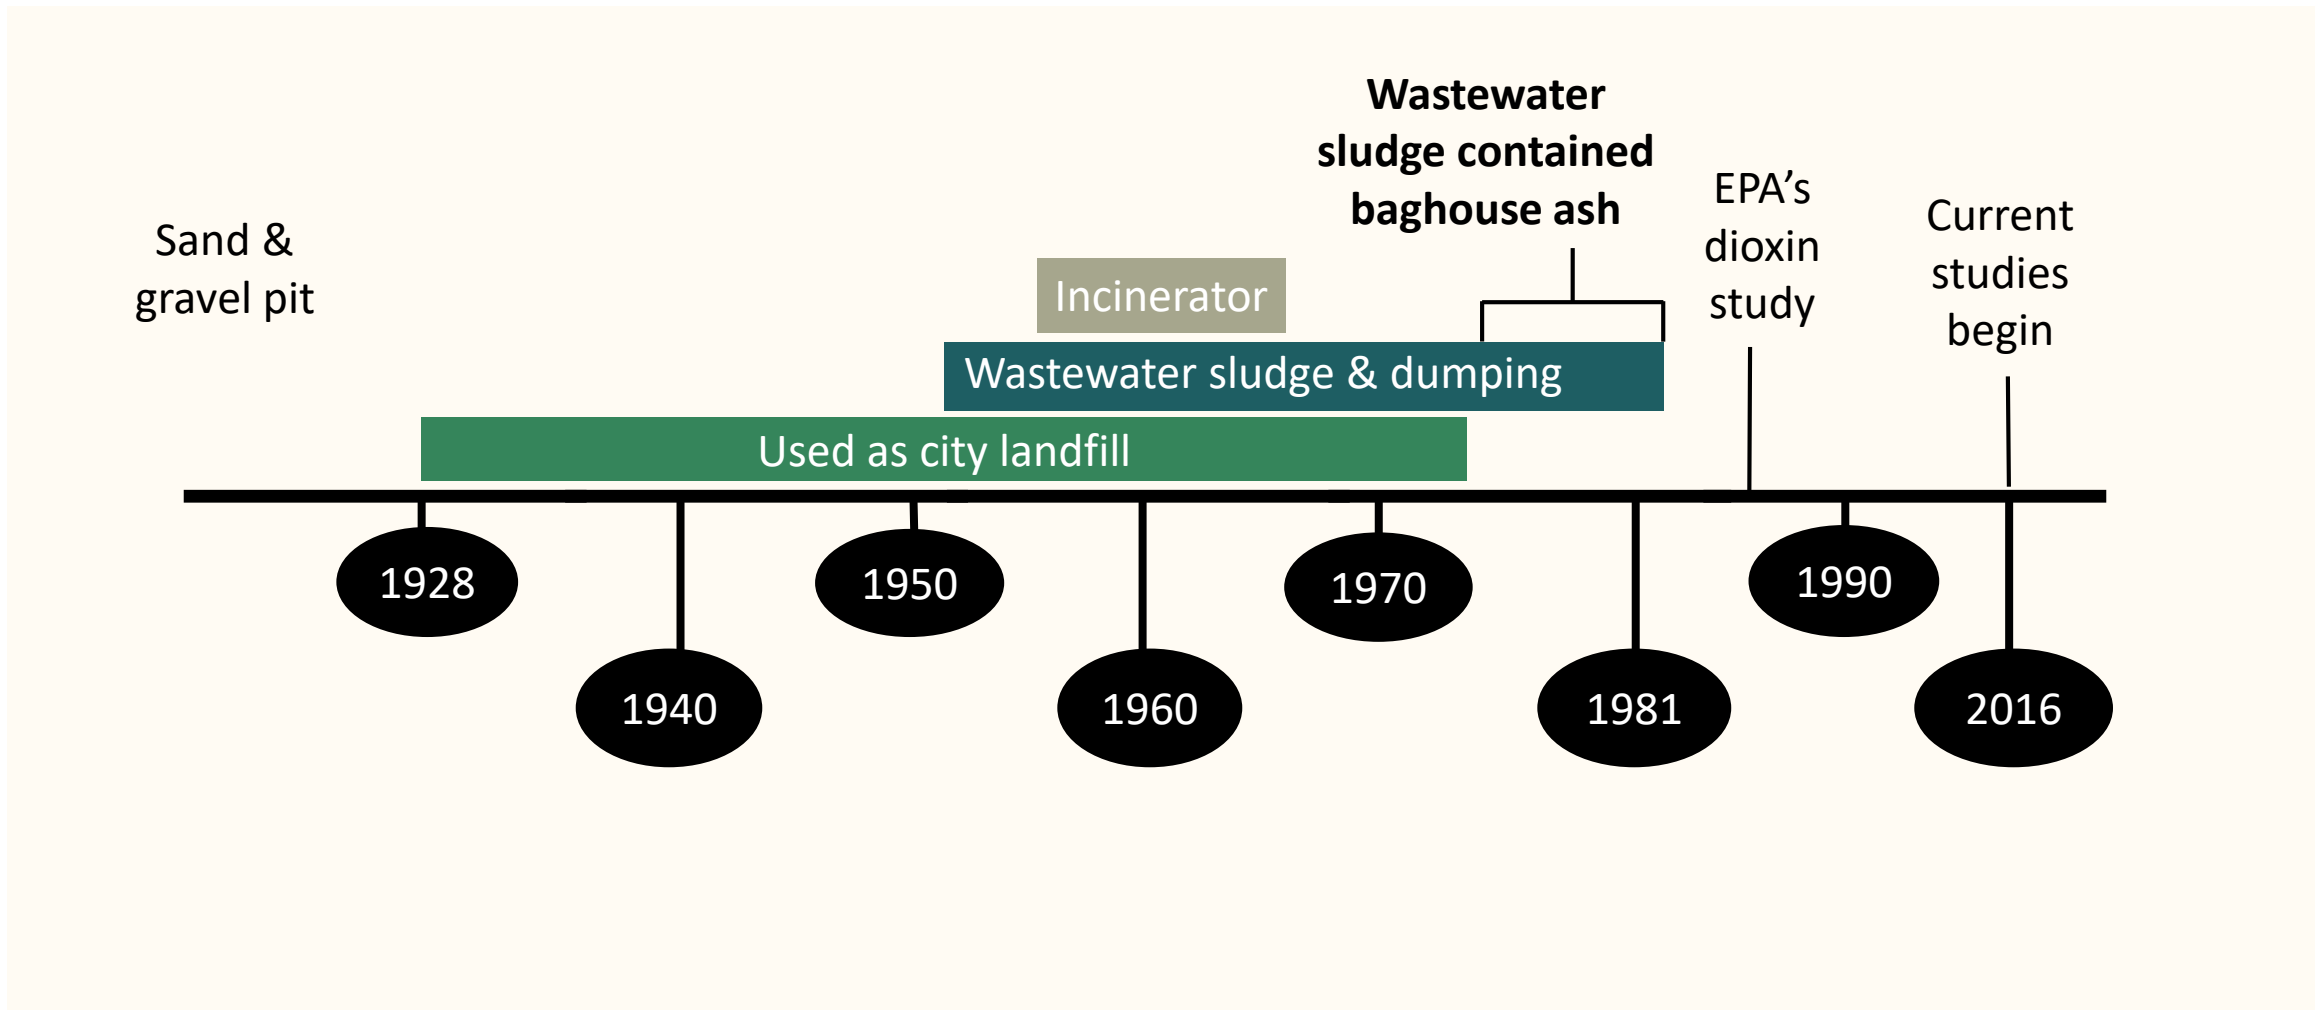 Sand &
gravel pit
Wastewater
sludge contained
baghouse ash
EPA’s
dioxin
study
Current
studies
begin
Incinerator
Wastewater sludge & dumping
Used as city landfill
1928
1940
1950
1960
1970
1981
1990
2016